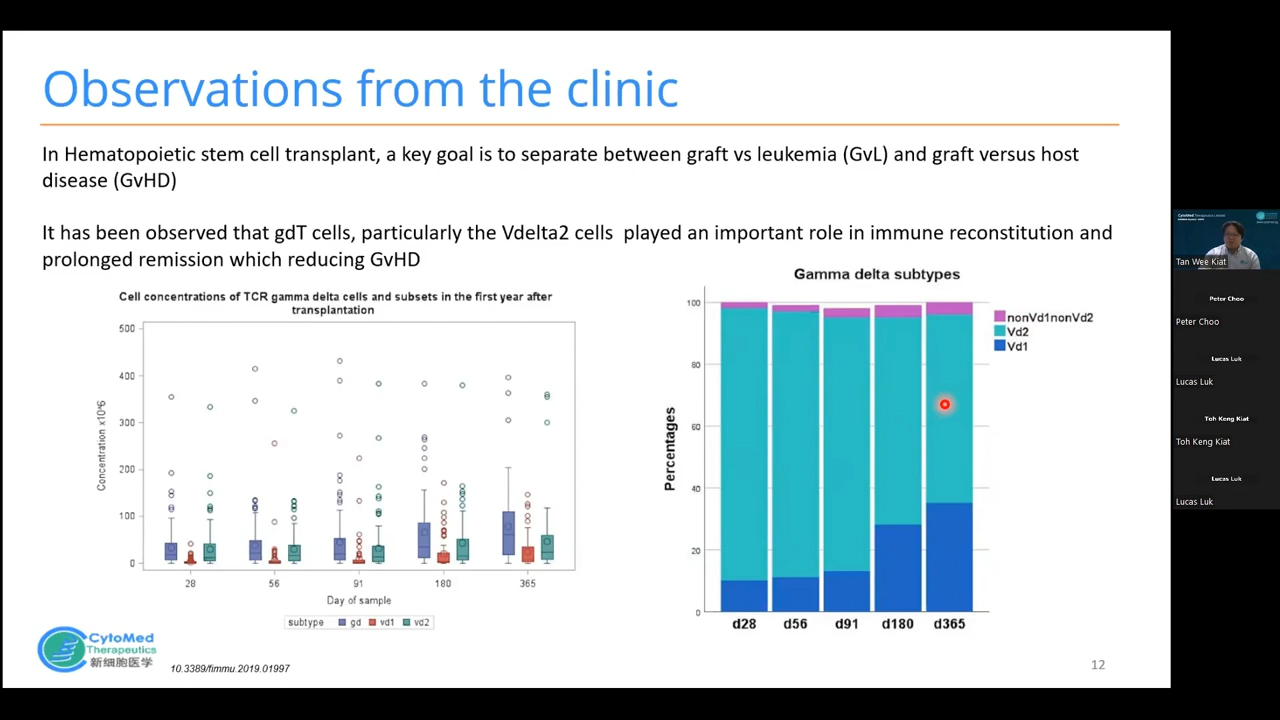 Observations from the clinic
In Hematopoietic stem cell transplant, a key goal is to separate between graft vs leukemia (GvL) and graft versus host
disease (GvHD)
It has been observed that gdT cells, particularly the Vdelta2 cells played an important role in immune reconstitution and
prolonged remission which reducing GvHD
Cell concentrations of TCR gamma delta cells and subsets in the first year after
transplantation
Concentration x10^6
500
400
300
200
100
0
28 56 91 180 365
Day of sample
subtype gd vd1 vd2
Gamma delta subtypes
Percentages
100
80
60
40
20
0
d28 d56 d91 d180 d365
nonVd1nonVd2
Vd2
Vd1
CytoMed
Therapeutics
新细胞医学
10.3389/fimmu.2019.01997
12
Tan Wee Kiat
Peter Choo
Peter Choo
Lucas Luk
Lucas Luk
Toh Keng Kiat
Toh Keng Kiat
Lucas Luk
Lucas Luk